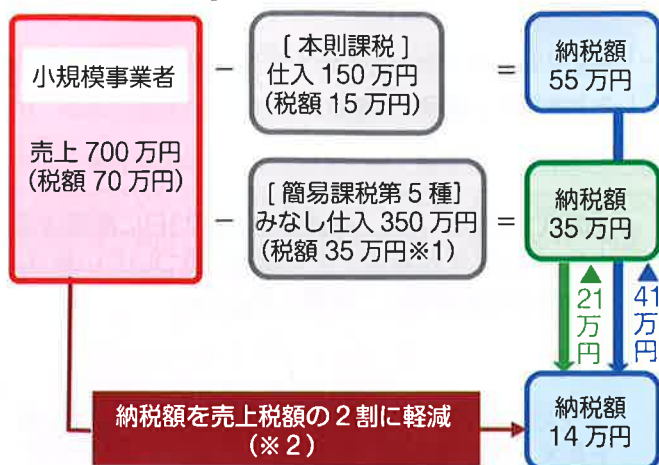 小規模事業者
売上 700 万円
(税額 70 万円)
−
[ 本則課税 ]
仕入 150 万円
(税額 15 万円)
=
納税額
55 万円
−
[ 簡易課税第 5 種]
みなし仕入 350 万円
(税額 35 万円※1)
=
納税額
35 万円
▲21万円
▲41万円
納税額を売上税額の 2 割に軽減
(※ 2)
納税額
14 万円